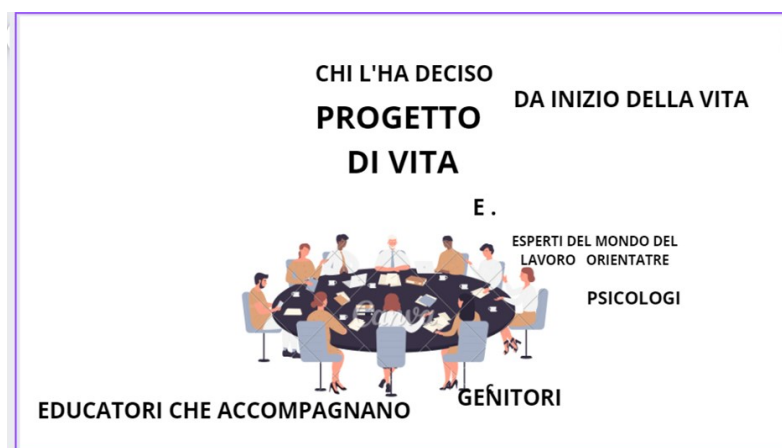 CHI L'HA DECISO
DA INIZIO DELLA VITA
PROGETTO
DI VITA
E .
ESPERTI DEL MONDO DEL
LAVORO ORIENTATRE
PSICOLOGI
GENITORI
EDUCATORI CHE ACCOMPAGNANO
Canva